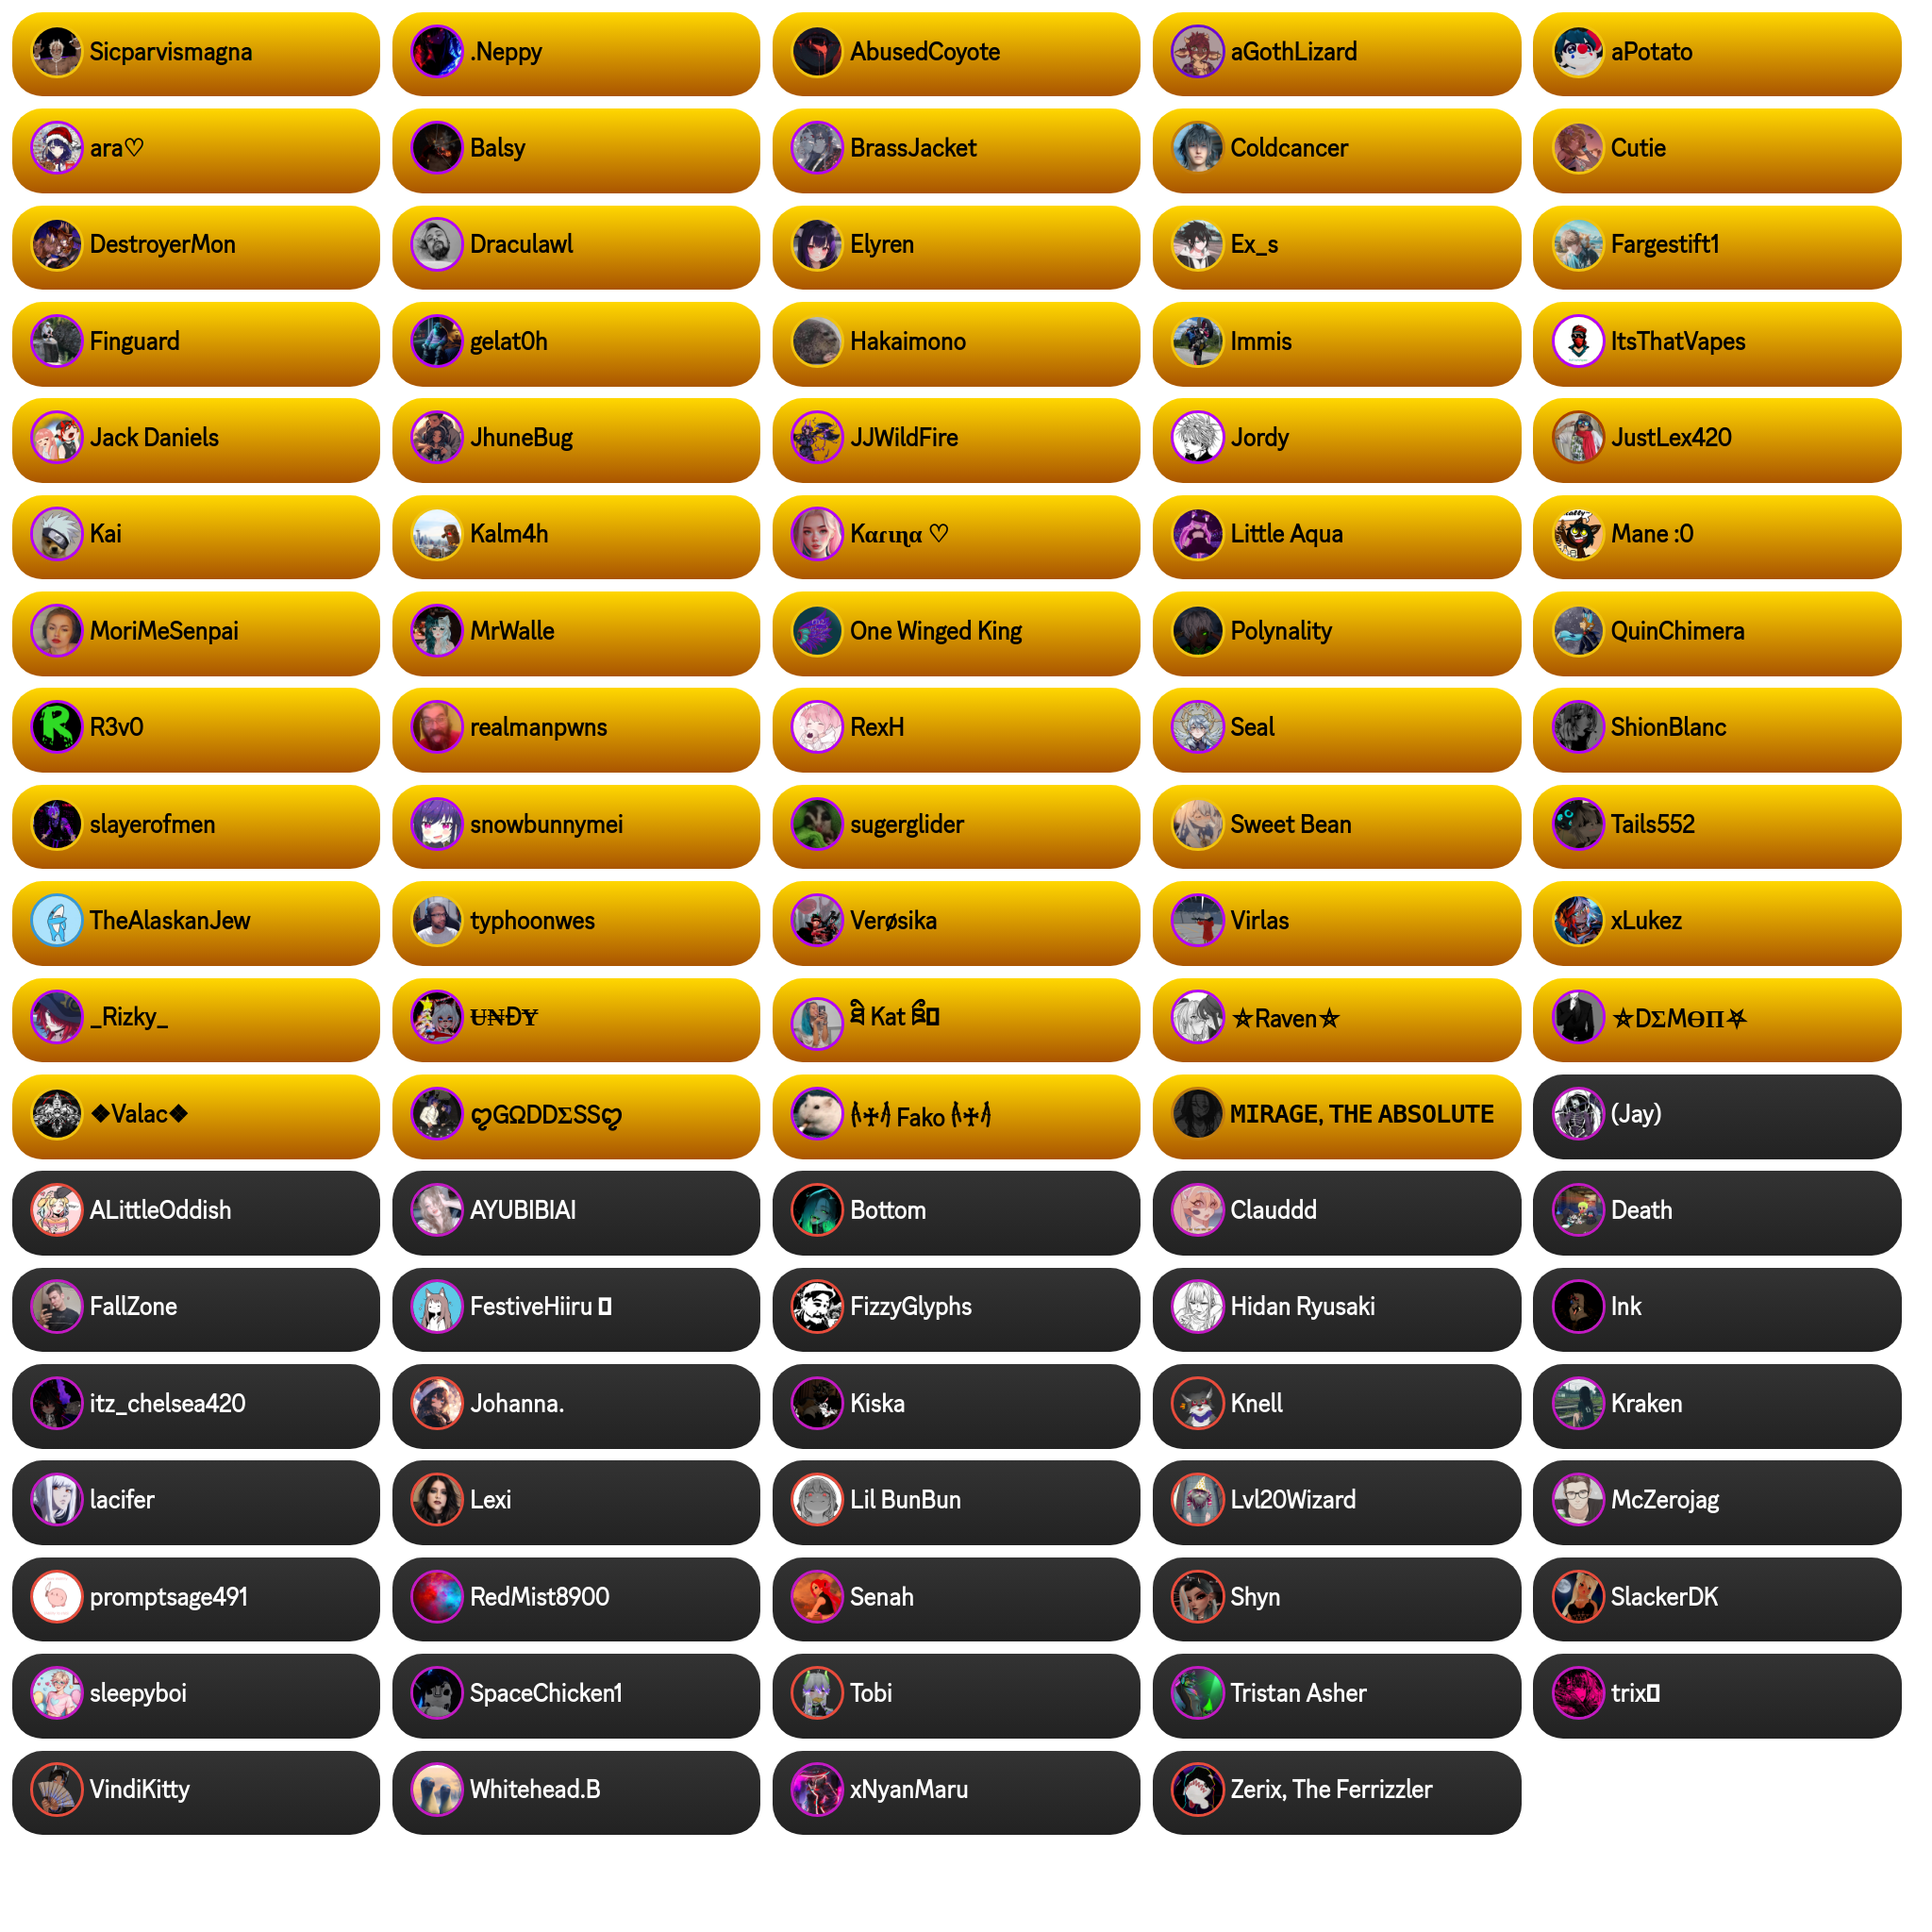 Sicparvismagna
.Neppy
AbusedCoyote
aGothLizard
aPotato
ara♡
Balsy
BrassJacket
Coldcancer
Cutie
DestroyerMon
Draculawl
Elyren
Ex_s
Fargestift1
Finguard
gelat0h
Hakaimono
Immis
ItsThatVapes
Jack Daniels
JhuneBug
JJWildFire
Jordy
JustLex420
Kai
Kalm4h
Kαɾιɳα ♡
Little Aqua
Mane :0
MoriMeSenpai
MrWalle
One Winged King
Polynality
QuinChimera
R3v0
realmanpwns
RexH
Seal
ShionBlanc
slayerofmen
snowbunnymei
sugerglider
Sweet Bean
Tails552
TheAlaskanJew
typhoonwes
Verøsika
Virlas
xLukez
_Rizky_
Kat
⛤Raven⛤
⛤DΣMӨП⛧
❖Valac❖
ღGΩDDΣSSღ
Fako
MIRAGE, THE ABSOLUTE
(Jay)
ALittleOddish
AYUBIBIAI
Bottom
Clauddd
Death
FallZone
FestiveHiiru
FizzyGlyphs
Hidan Ryusaki
Ink
itz_chelsea420
Johanna.
Kiska
Knell
Kraken
lacifer
Lexi
Lil BunBun
Lvl20Wizard
McZerojag
promptsage491
RedMist8900
Senah
Shyn
SlackerDK
sleepyboi
SpaceChicken1
Tobi
Tristan Asher
trix
VindiKitty
Whitehead.B
xNyanMaru
Zerix, The Ferrizzler